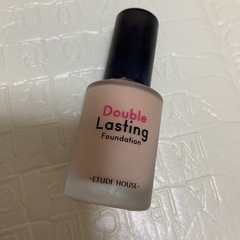 Double
Lasting
Foundation
·ETUDE HOUSE·